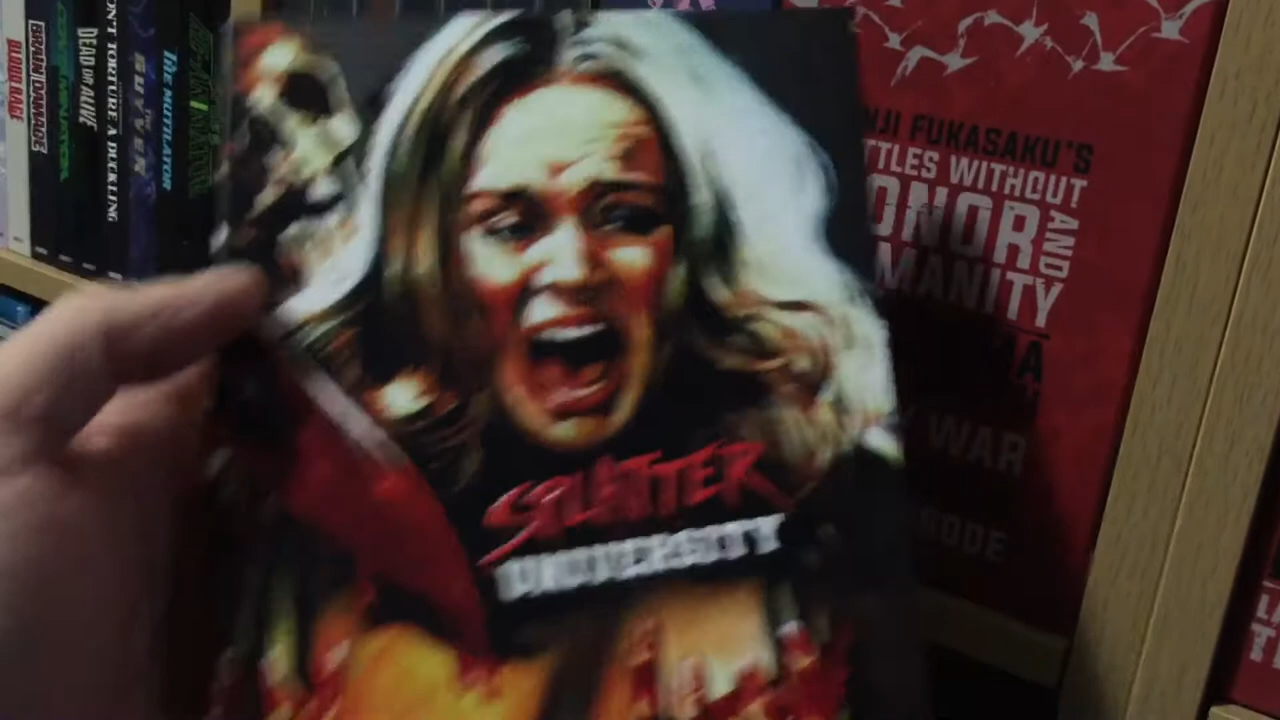 BLOOD RAGE
BRAIN DAMAGE
DEAD OR ALIVE
DON'T TORTURE A DUCKLING
THE
GUYVER
THE MUTILATOR
SPLATTER
UNIVERSITY
NJI FUKASAKU'S
TTLES WITHOUT
ONOR
AND
MANITY
WAR